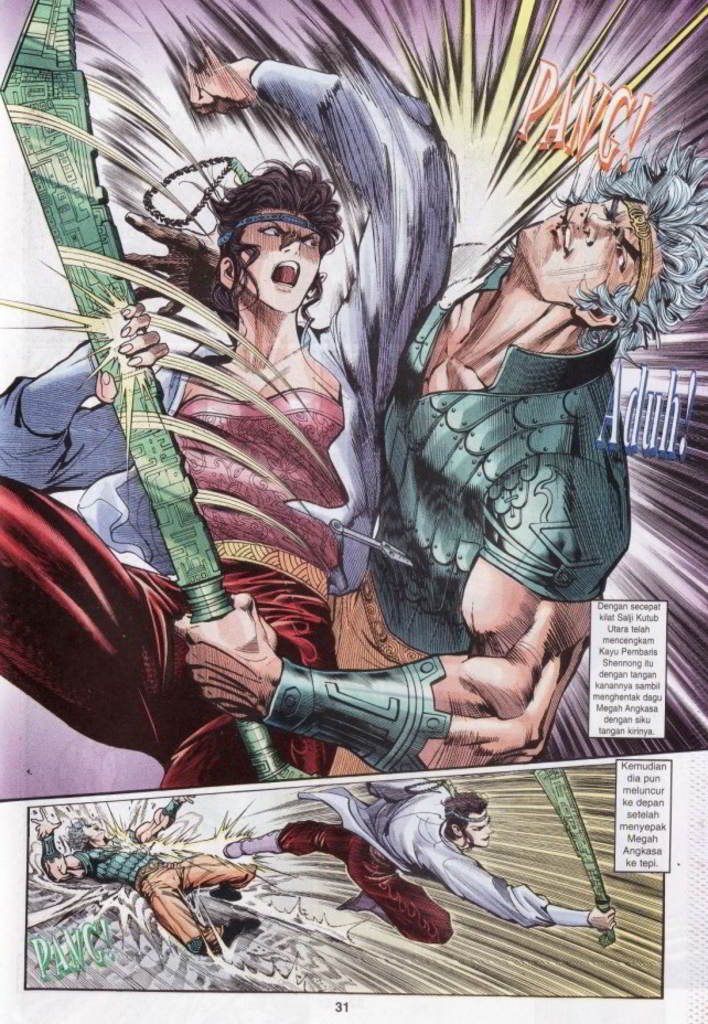 PANG!
Aduh!
Dengan secepat
kilat Salji Kutub
Utara telah
mencengkam
Kayu Pembaris
Shennong itu
dengan tangan
kanannya sambil
menghentak dagu
Megah Angkasa
dengan siku
tangan kirinya.
Kemudian
dia pun
meluncur
ke depan
setelah
menyepak
Megah
Angkasa
ke tepi.
PANG!
31